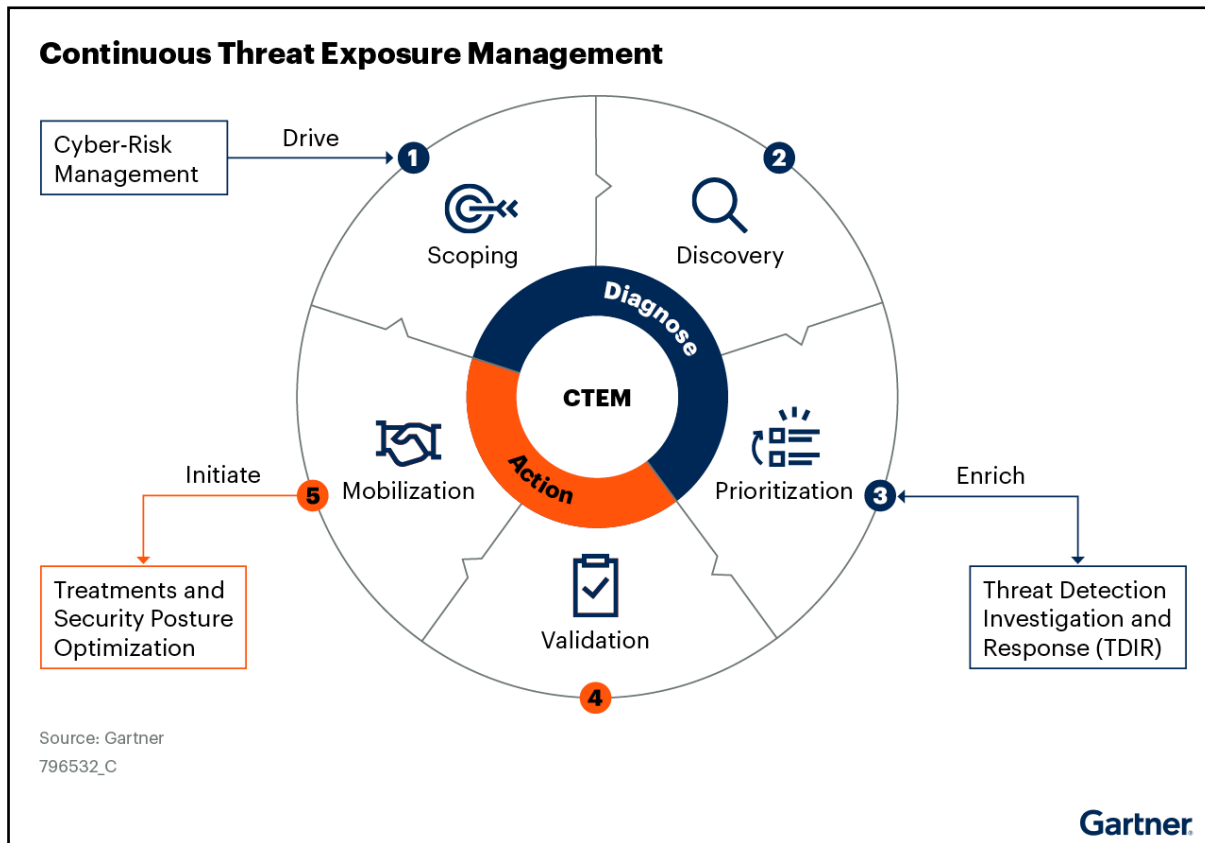 Continuous Threat Exposure Management
Cyber-Risk
Management
Drive
1
2
Scoping
Discovery
Diagnose
CTEM
Action
Mobilization
Prioritization
Initiate
5
3
Enrich
Treatments and
Security Posture
Optimization
Validation
4
Threat Detection
Investigation and
Response (TDIR)
Source: Gartner
796532_C
Gartner